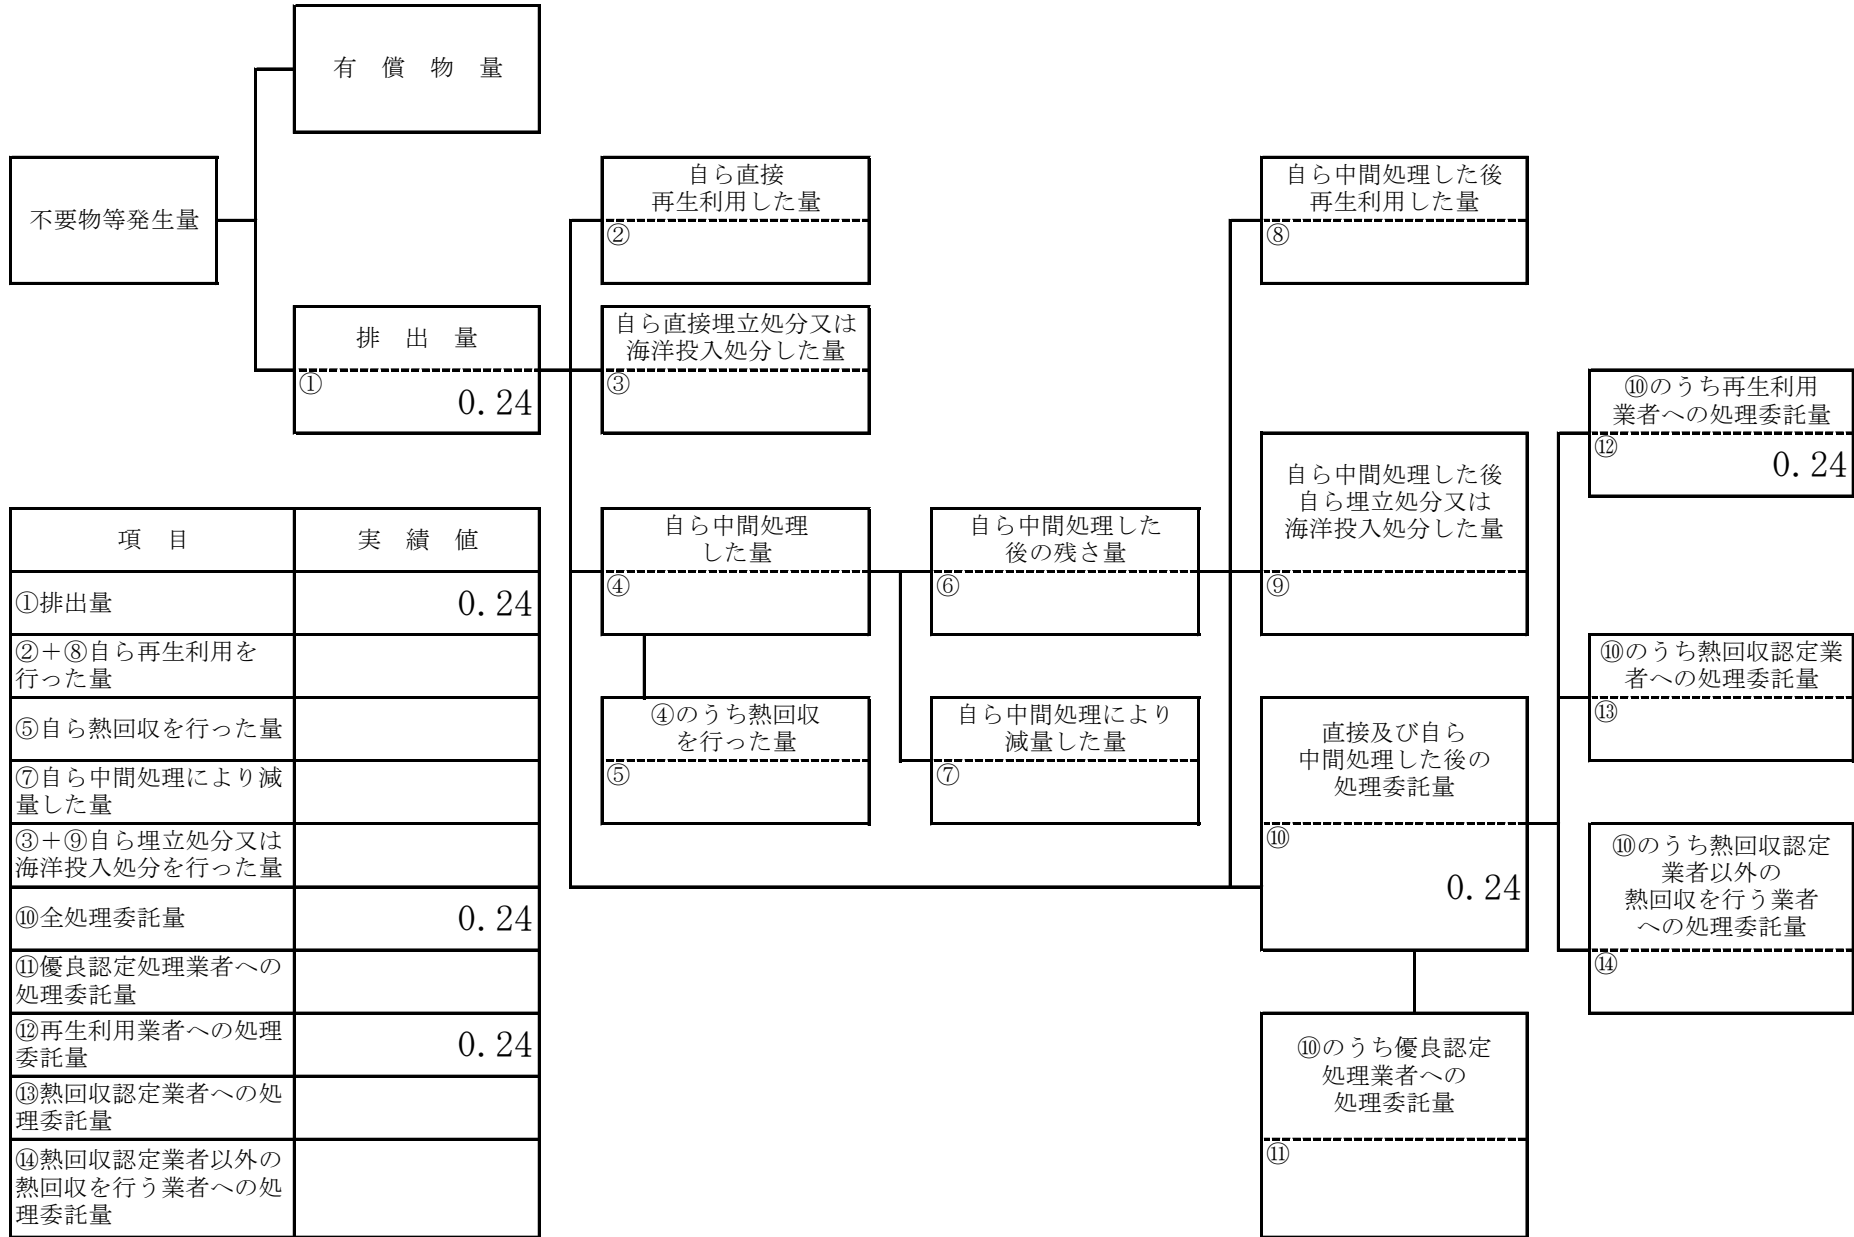 有　償　物　量
不要物等発生量
排　出　量
①
0.24
自ら直接
再生利用した量
②
自ら直接埋立処分又は
海洋投入処分した量
③
自ら中間処理
した量
④
④のうち熱回収
を行った量
⑤
自ら中間処理した
後の残さ量
⑥
自ら中間処理により
減量した量
⑦
自ら中間処理した後
再生利用した量
⑧
自ら中間処理した後
自ら埋立処分又は
海洋投入処分した量
⑨
直接及び自ら
中間処理した後の
処理委託量
⑩
0.24
⑩のうち優良認定
処理業者への
処理委託量
⑪
⑩のうち再生利用
業者への処理委託量
⑫
0.24
⑩のうち熱回収認定業
者への処理委託量
⑬
⑩のうち熱回収認定
業者以外の
熱回収を行う業者
への処理委託量
⑭
項　目　実　績　値
①排出量　0.24
②＋⑧自ら再生利用を
行った量
⑤自ら熱回収を行った量
⑦自ら中間処理により減
量した量
③＋⑨自ら埋立処分又は
海洋投入処分を行った量
⑩全処理委託量　0.24
⑪優良認定処理業者への
処理委託量
⑫再生利用業者への処理
委託量　0.24
⑬熱回収認定業者への処
理委託量
⑭熱回収認定業者以外の
熱回収を行う業者への処
理委託量